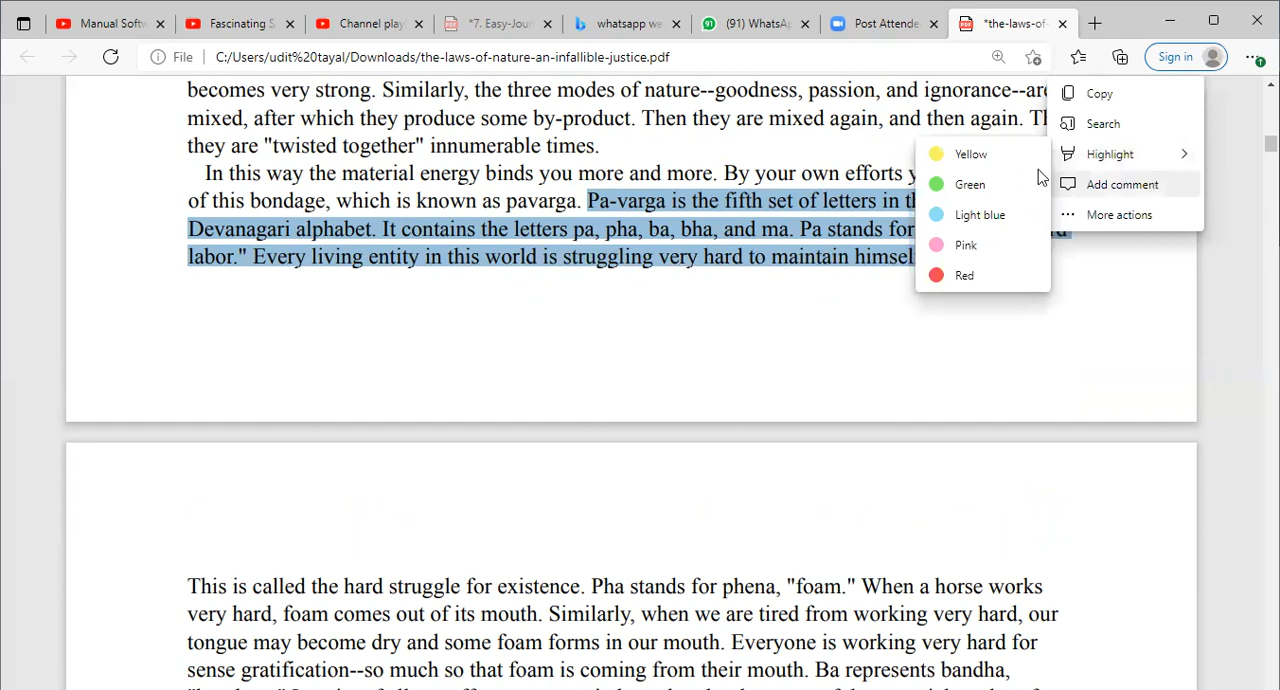 Manual Softw
Fascinating S
Channel play
*7. Easy-Jour
whatsapp we
(91) WhatsAp
Post Attende
*the-laws-of-
File
C:/Users/udit%20tayal/Downloads/the-laws-of-nature-an-infallible-justice.pdf
Sign in
becomes very strong. Similarly, the three modes of nature--goodness, passion, and ignorance--are
mixed, after which they produce some by-product. Then they are mixed again, and then again. Th
they are "twisted together" innumerable times.
In this way the material energy binds you more and more. By your own efforts y
of this bondage, which is known as pavarga. Pa-varga is the fifth set of letters in th
Devanagari alphabet. It contains the letters pa, pha, ba, bha, and ma. Pa stands for
labor." Every living entity in this world is struggling very hard to maintain himself
Copy
Search
Highlight
Add comment
More actions
Yellow
Green
Light blue
Pink
Red
This is called the hard struggle for existence. Pha stands for phena, "foam." When a horse works
very hard, foam comes out of its mouth. Similarly, when we are tired from working very hard, our
tongue may become dry and some foam forms in our mouth. Everyone is working very hard for
sense gratification--so much so that foam is coming from their mouth. Ba represents bandha,